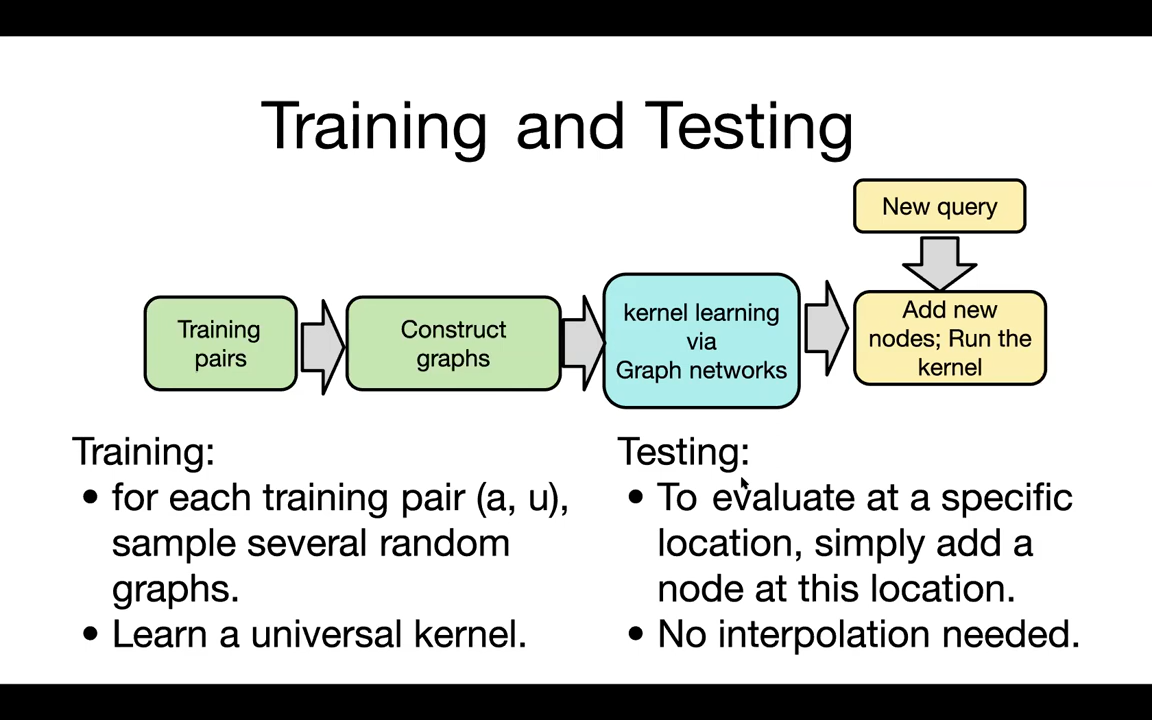 Training and Testing
New query
Training
pairs
Construct
graphs
kernel learning
via
Graph networks
Add new
nodes; Run the
kernel
Training:
• for each training pair (a, u),
sample several random
graphs.
• Learn a universal kernel.
Testing:
• To evaluate at a specific
location, simply add a
node at this location.
• No interpolation needed.